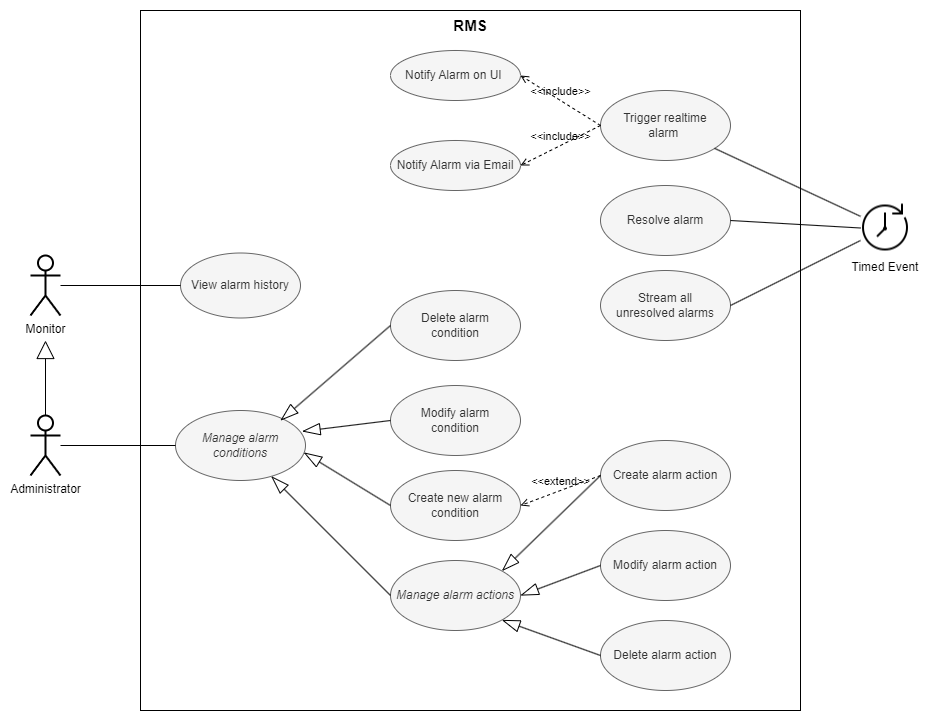 RMS
Notify Alarm on UI
<<include>>
Trigger realtime
alarm
<<include>>
Notify Alarm via Email
Resolve alarm
Timed Event
View alarm history
Stream all
unresolved alarms
Monitor
Delete alarm
condition
Modify alarm
condition
Manage alarm
conditions
Administrator
Create new alarm
condition
<<extend>>
Create alarm action
Manage alarm actions
Modify alarm action
Delete alarm action